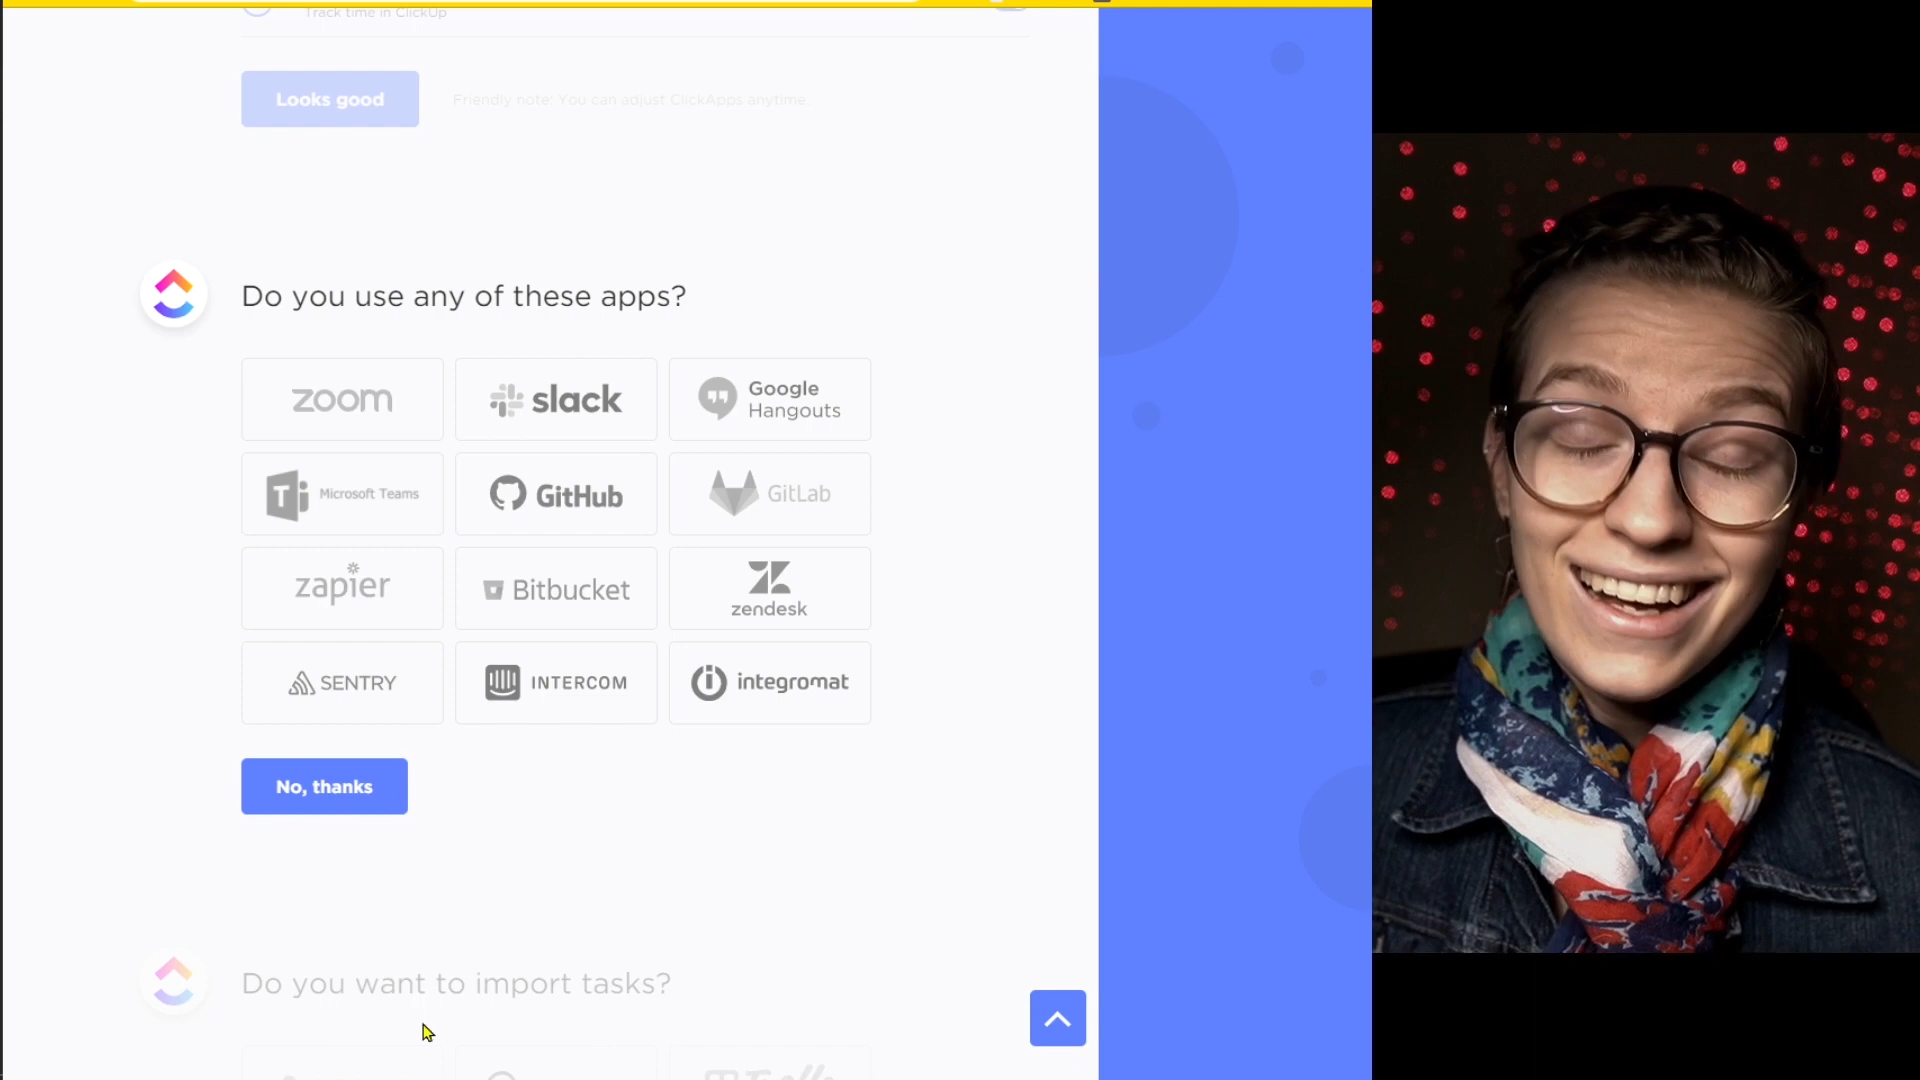 Track time in ClickUp
Looks good
Friendly note: You can adjust ClickApps anytime.
Do you use any of these apps?
zoom
slack
Google
Hangouts
Microsoft Teams
GitHub
GitLab
zapier
Bitbucket
zendesk
SENTRY
INTERCOM
integromat
No, thanks
Do you want to import tasks?